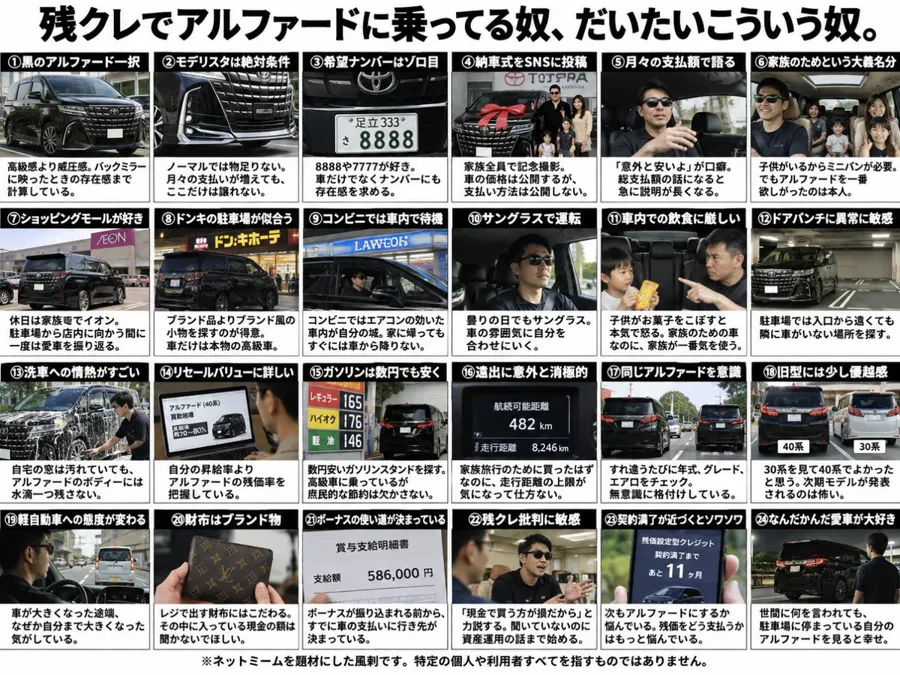 残クレでアルファードに乗ってる奴、だいたいこういう奴。
①黒のアルファード一択
高級感より威圧感。バックミラー
に映ったときの存在感まで
計算している。
②モデリスタは絶対条件
ノーマルでは物足りない。
月々の支払いが増えても、
ここだけは譲れない。
③希望ナンバーはゾロ目
足立 333
さ 8888
8888や7777が好き。
車だけでなくナンバーにも
存在感を求める。
④納車式をSNSに投稿
家族全員で記念撮影。
車の価格は公開するが、
支払い方法は公開しない。
⑤月々の支払額で語る
「意外と安いよ」が口癖。
総支払額の話になると
急に説明が長くなる。
⑥家族のためという大義名分
子供がいるからミニバンが必要。
でもアルファードを一番
欲しがったのは本人。
⑦ショッピングモールが好き
ÆON
休日は家族でイオン。
駐車場から店内に向かう間に
一度は愛車を振り返る。
⑧ドンキの駐車場が似合う
ドン・キホーテ
ブランド品よりブランド風の
小物を探すのが得意。
車だけは本物の高級車。
⑨コンビニでは車内で待機
コンビニではエアコンの効いた
車内が自分の城。家に帰っても
すぐには車から降りない。
⑩サングラスで運転
曇りの日でもサングラス。
車の雰囲気に自分を
合わせにいく。
⑪車内での飲食に厳しい
子供がお菓子をこぼすと
本気で怒る。家族のための車
なのに、家族が一番気を使う。
⑫ドアパンチに異常に敏感
駐車場では入口から遠くても
隣に車がいない場所を探す。
⑬洗車への情熱がすごい
自宅の窓は汚れていても、
アルファードのボディーには
水滴一つ残さない。
⑭リセールバリューに詳しい
アルファード (40系)
買取相場
自分の昇給率より
アルファードの残価率を
把握している。
⑮ガソリンは数円でも安く
レギュラー 165
ハイオク 176
軽油 146
数円安いガソリンスタンドを探す。
高級車に乗っているが
庶民的な節約は欠かさない。
⑯遠出に意外と消極的
航続可能距離
482 km
走行距離 8,246 km
家族旅行のために買ったはず
なのに、走行距離の上限が
気になって仕方ない。
⑰同じアルファードを意識
すれ違うたびに年式、グレード、
エアロをチェック。
無意識に格付けしている。
⑱旧型には少し優越感
40系
30系
30系を見て40系でよかった
と思う。次期モデルが発表
されるのは怖い。
⑲軽自動車への態度が変わる
車が大きくなった途端、
なぜか自分まで大きくなった
気がしている。
⑳財布はブランド物
レジで出す財布にはこだわる。
その中に入っている現金の額は
聞かないでほしい。
㉑ボーナスの使い道が決まっている
賞与支給明細書
支給額 586,000 円
ボーナスが振り込まれる前から、
すでに車の支払いに行き先が
決まっている。
㉒残クレ批判に敏感
「現金で買う方が損だから」と
力説する。聞いていないのに
資産運用の話まで始める。
㉓契約満了が近づくとソワソワ
残価設定型クレジット
契約満了まで
あと 11 ヶ月
次もアルファードにするか
悩んでいる。残価をどう支払うか
はもっと悩んでいる。
㉔なんだかんだ愛車が大好き
世間に何を言われても、
駐車場に停まっている自分の
アルファードを見ると幸せ。
※ネットミームを題材にした風刺です。特定の個人や利用者すべてを指すものではありません。